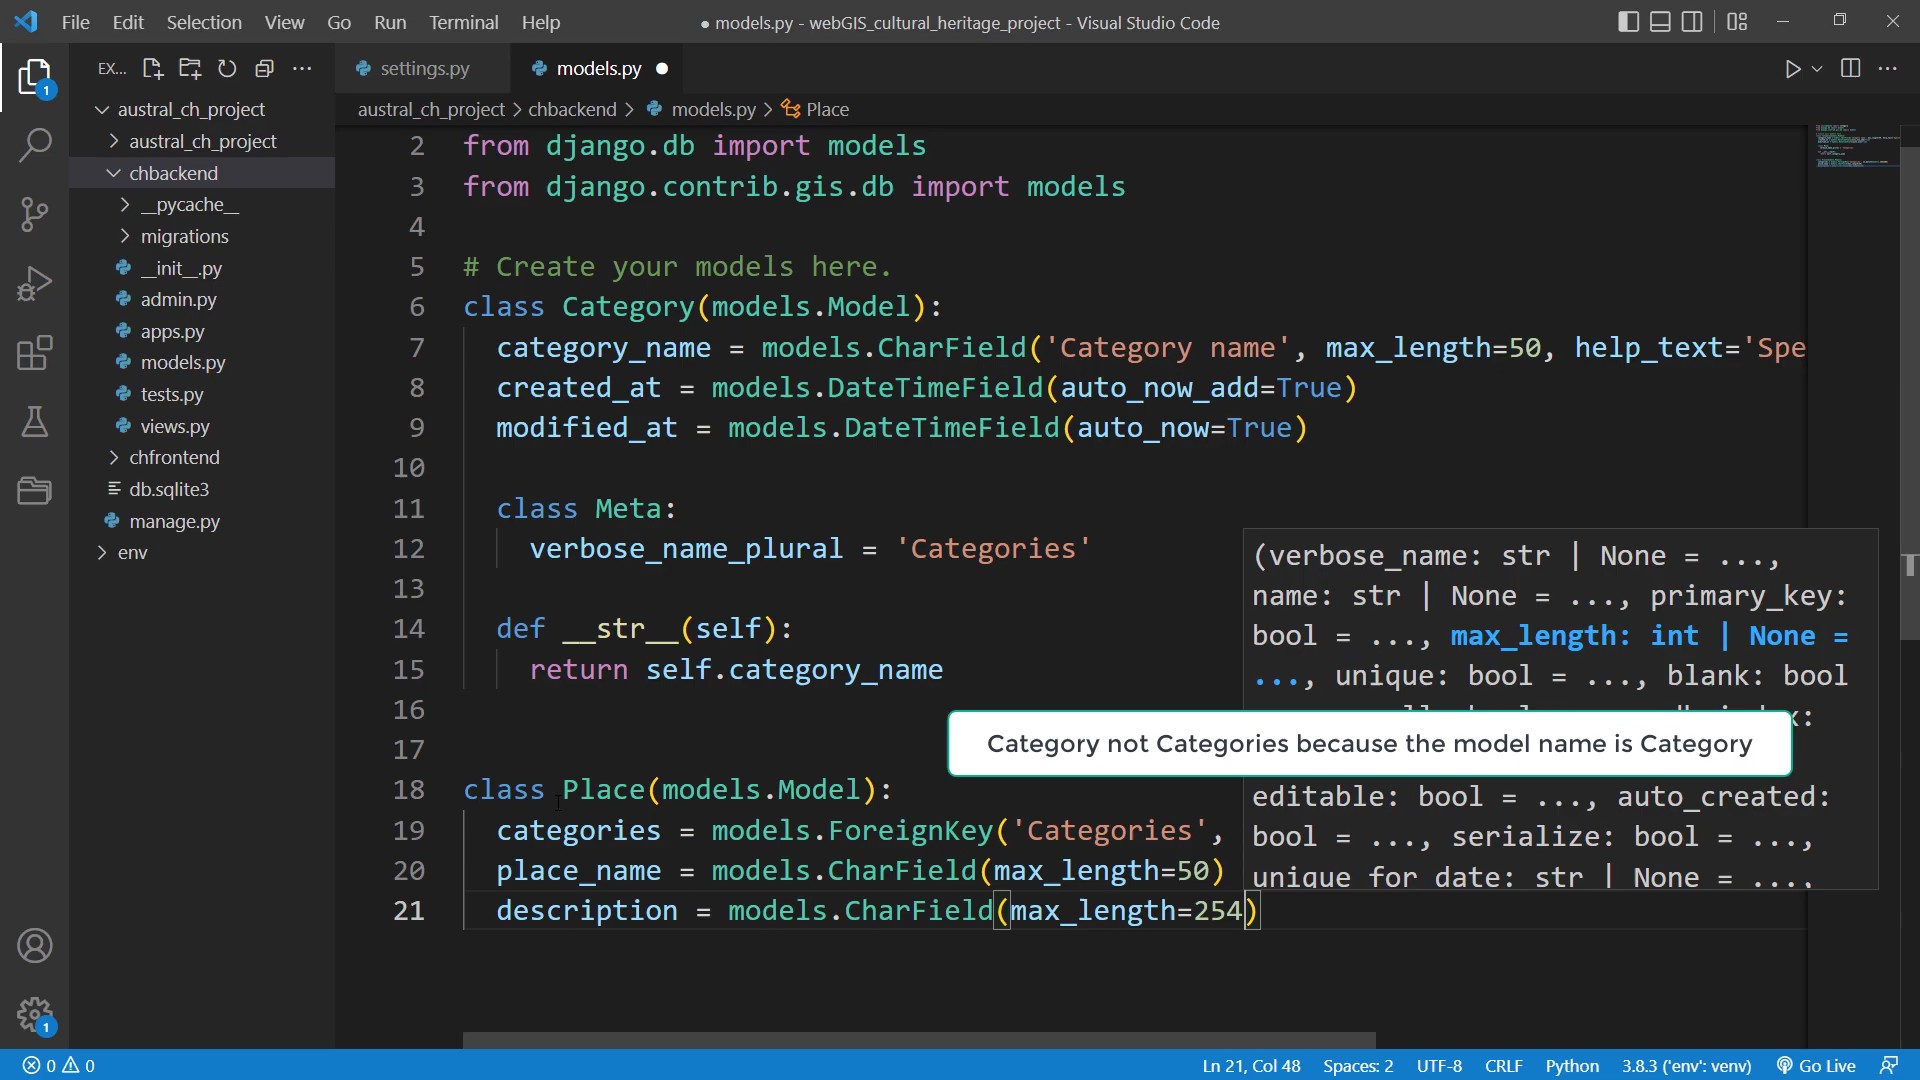 File Edit Selection View Go Run Terminal Help
● models.py - webGIS_cultural_heritage_project - Visual Studio Code
EX...
settings.py
models.py
austral_ch_project > chbackend > models.py > Place
austral_ch_project
austral_ch_project
chbackend
__pycache__
migrations
__init__.py
admin.py
apps.py
models.py
tests.py
views.py
chfrontend
db.sqlite3
manage.py
env
1
1
2 from django.db import models
3 from django.contrib.gis.db import models
4
5 # Create your models here.
6 class Category(models.Model):
7 category_name = models.CharField('Category name', max_length=50, help_text='Spe
8 created_at = models.DateTimeField(auto_now_add=True)
9 modified_at = models.DateTimeField(auto_now=True)
10
11 class Meta:
12 verbose_name_plural = 'Categories'
13
14 def __str__(self):
15 return self.category_name
16
17
18 class Place(models.Model):
19 categories = models.ForeignKey('Categories',
20 place_name = models.CharField(max_length=50)
21 description = models.CharField(max_length=254)
(verbose_name: str | None = ...,
name: str | None = ..., primary_key:
bool = ..., max_length: int | None =
..., unique: bool = ..., blank: bool
Category not Categories because the model name is Category
editable: bool = ..., auto_created:
bool = ..., serialize: bool = ...,
unique_for_date: str | None = ...,
0 0
Ln 21, Col 48 Spaces: 2 UTF-8 CRLF Python 3.8.3 ('env': venv) Go Live